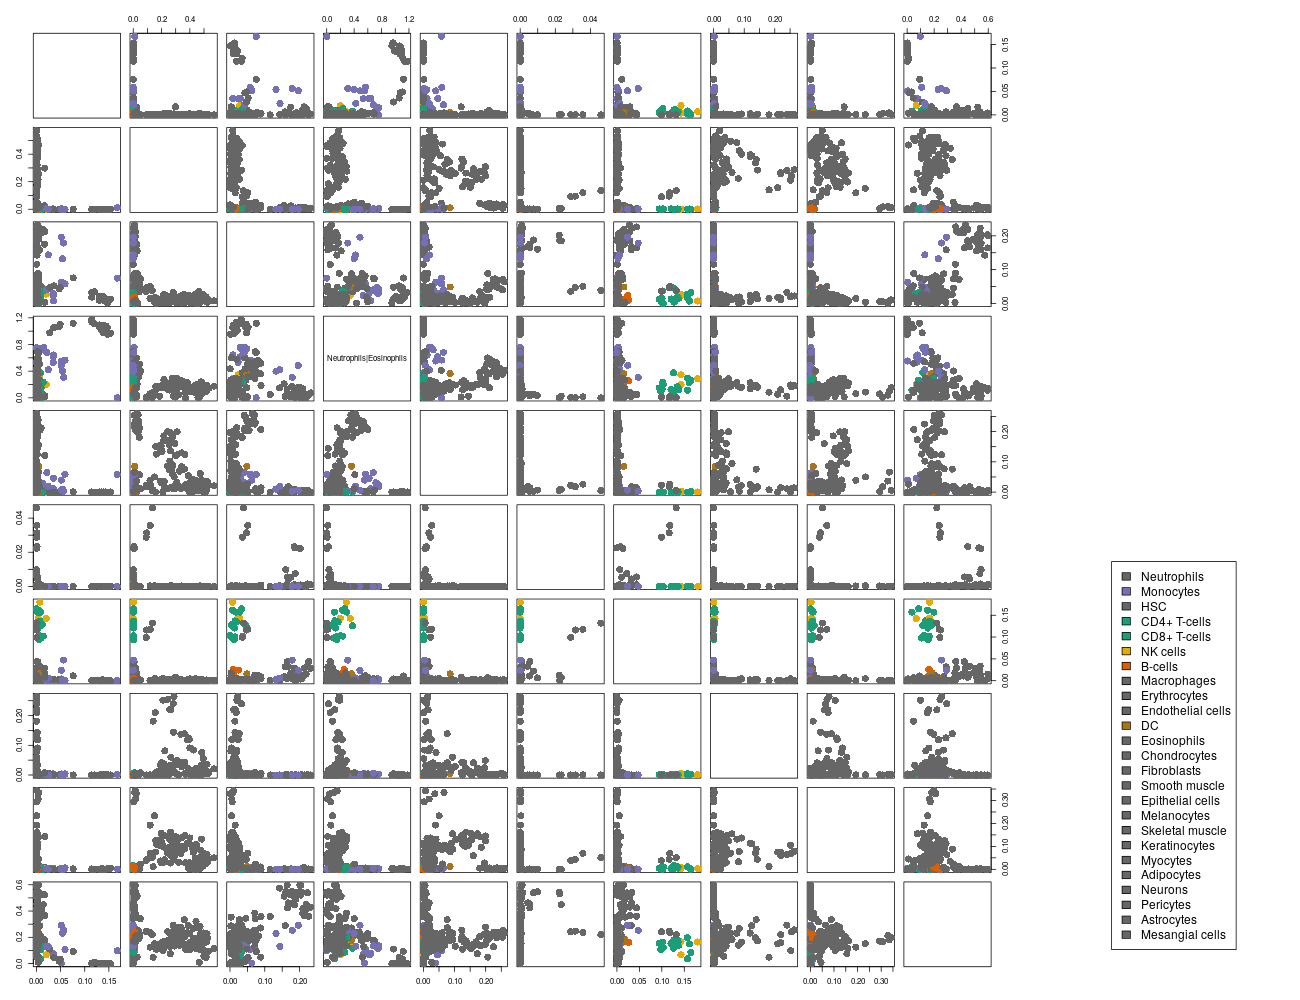 0.0 0.2 0.4 0.6 0.8 1.2 0.00 0.02 0.04 0.00 0.10 0.20 0.0 0.2 0.4 0.6
0.0 0.4
0.00 0.05 0.10 0.15
0.0 0.2 0.4
0.00 0.10 0.20
0.0 0.4 0.8 1.2
Neutrophils|Eosinophils
0.00 0.10 0.20
0.00 0.02 0.04
0.00 0.05 0.15
0.00 0.10 0.20
0.00 0.10 0.20 0.30
0.0 0.2 0.4 0.6
0.00 0.05 0.10 0.15 0.00 0.10 0.20 0.00 0.10 0.20 0.00 0.05 0.15 0.00 0.10 0.20 0.30
Neutrophils
Monocytes
HSC
CD4+ T-cells
CD8+ T-cells
NK cells
B-cells
Macrophages
Erythrocytes
Endothelial cells
DC
Eosinophils
Chondrocytes
Fibroblasts
Smooth muscle
Epithelial cells
Melanocytes
Skeletal muscle
Keratinocytes
Myocytes
Adipocytes
Neurons
Pericytes
Astrocytes
Mesangial cells